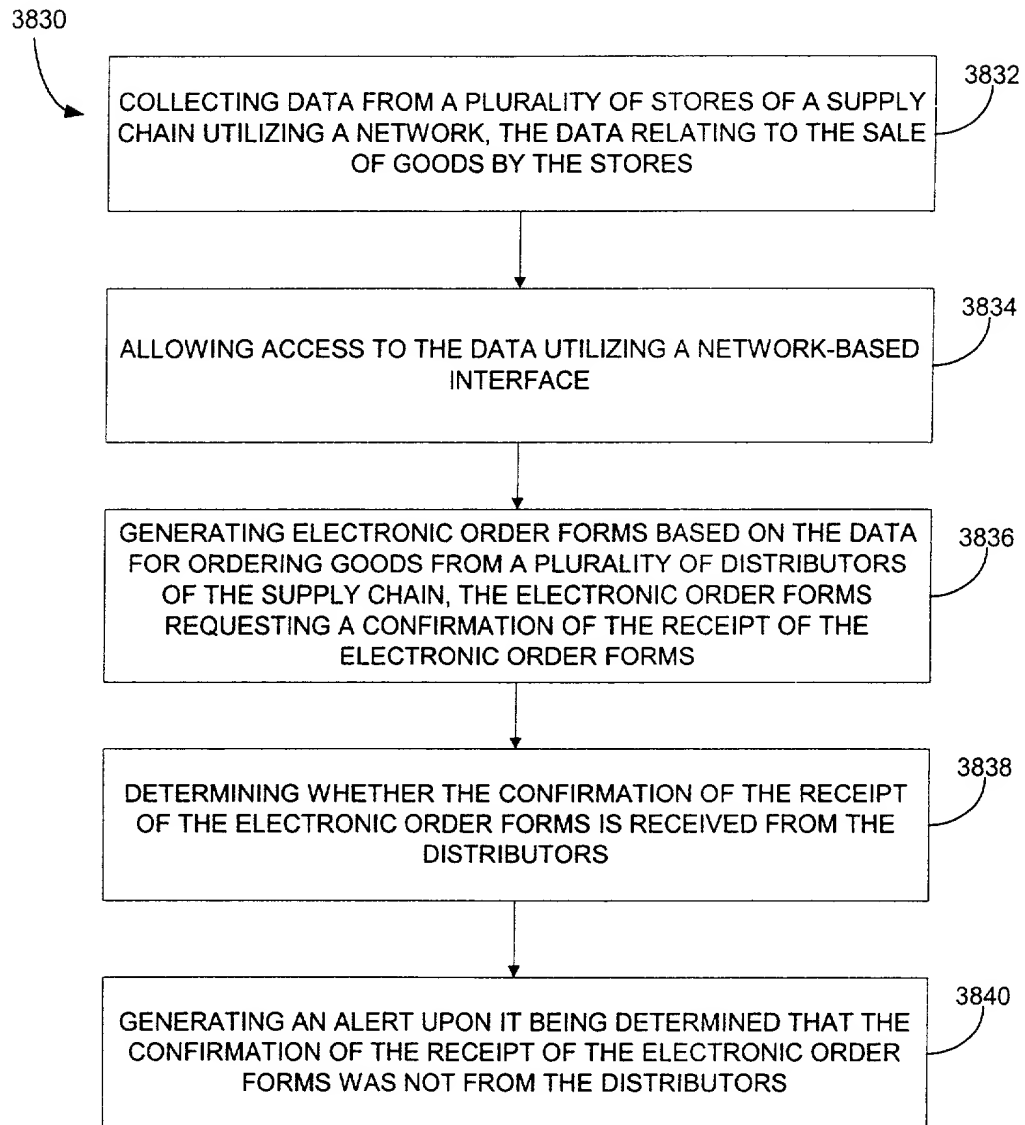 3830
3832
COLLECTING DATA FROM A PLURALITY OF STORES OF A SUPPLY
CHAIN UTILIZING A NETWORK, THE DATA RELATING TO THE SALE
OF GOODS BY THE STORES
3834
ALLOWING ACCESS TO THE DATA UTILIZING A NETWORK-BASED
INTERFACE
3836
GENERATING ELECTRONIC ORDER FORMS BASED ON THE DATA
FOR ORDERING GOODS FROM A PLURALITY OF DISTRIBUTORS
OF THE SUPPLY CHAIN, THE ELECTRONIC ORDER FORMS
REQUESTING A CONFIRMATION OF THE RECEIPT OF THE
ELECTRONIC ORDER FORMS
3838
DETERMINING WHETHER THE CONFIRMATION OF THE RECEIPT
OF THE ELECTRONIC ORDER FORMS IS RECEIVED FROM THE
DISTRIBUTORS
3840
GENERATING AN ALERT UPON IT BEING DETERMINED THAT THE
CONFIRMATION OF THE RECEIPT OF THE ELECTRONIC ORDER
FORMS WAS NOT FROM THE DISTRIBUTORS